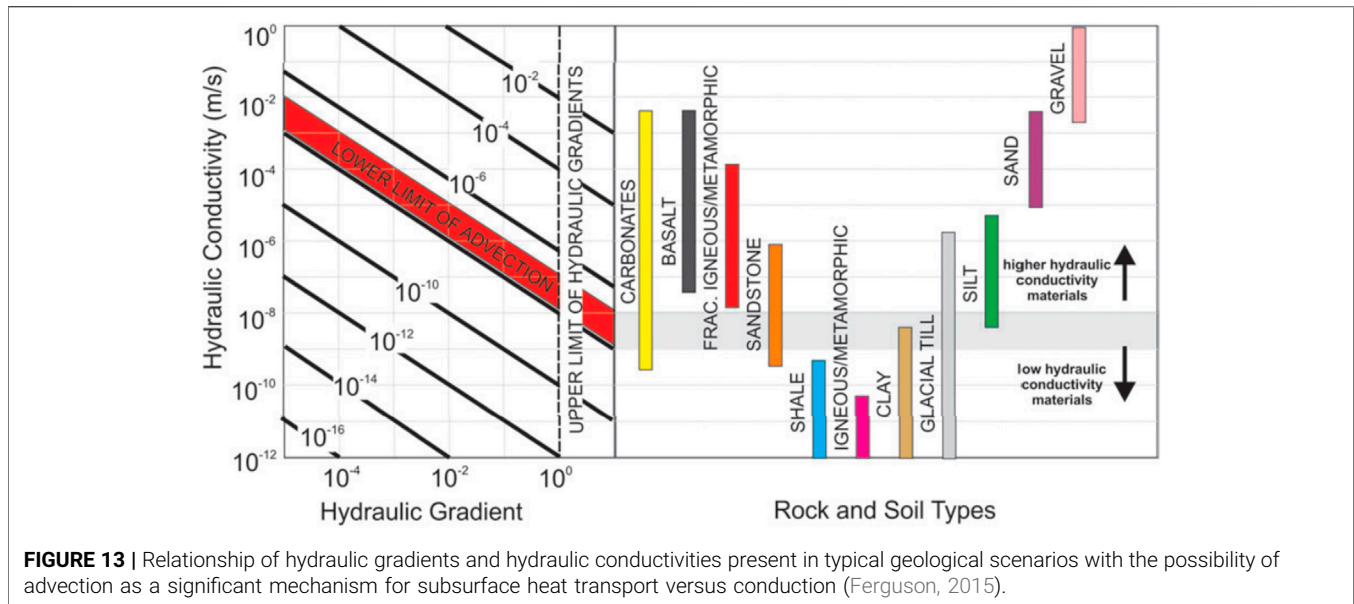 Hydraulic Conductivity (m/s)
10⁰
10⁻²
10⁻⁴
10⁻⁶
10⁻⁸
10⁻¹⁰
10⁻¹²
10⁻²
10⁻⁴
10⁻⁶
LOWER LIMIT OF ADVECTION
10⁻¹⁰
10⁻¹²
10⁻¹⁴
10⁻¹⁶
UPPER LIMIT OF HYDRAULIC GRADIENTS
10⁻⁴
10⁻²
10⁰
Hydraulic Gradient
CARBONATES
BASALT
FRAC. IGNEOUS/METAMORPHIC
SANDSTONE
SHALE
IGNEOUS/METAMORPHIC
CLAY
GLACIAL TILL
SILT
SAND
GRAVEL
higher hydraulic
conductivity
materials
low hydraulic
conductivity
materials
Rock and Soil Types
FIGURE 13 | Relationship of hydraulic gradients and hydraulic conductivities present in typical geological scenarios with the possibility of
advection as a significant mechanism for subsurface heat transport versus conduction (Ferguson, 2015).